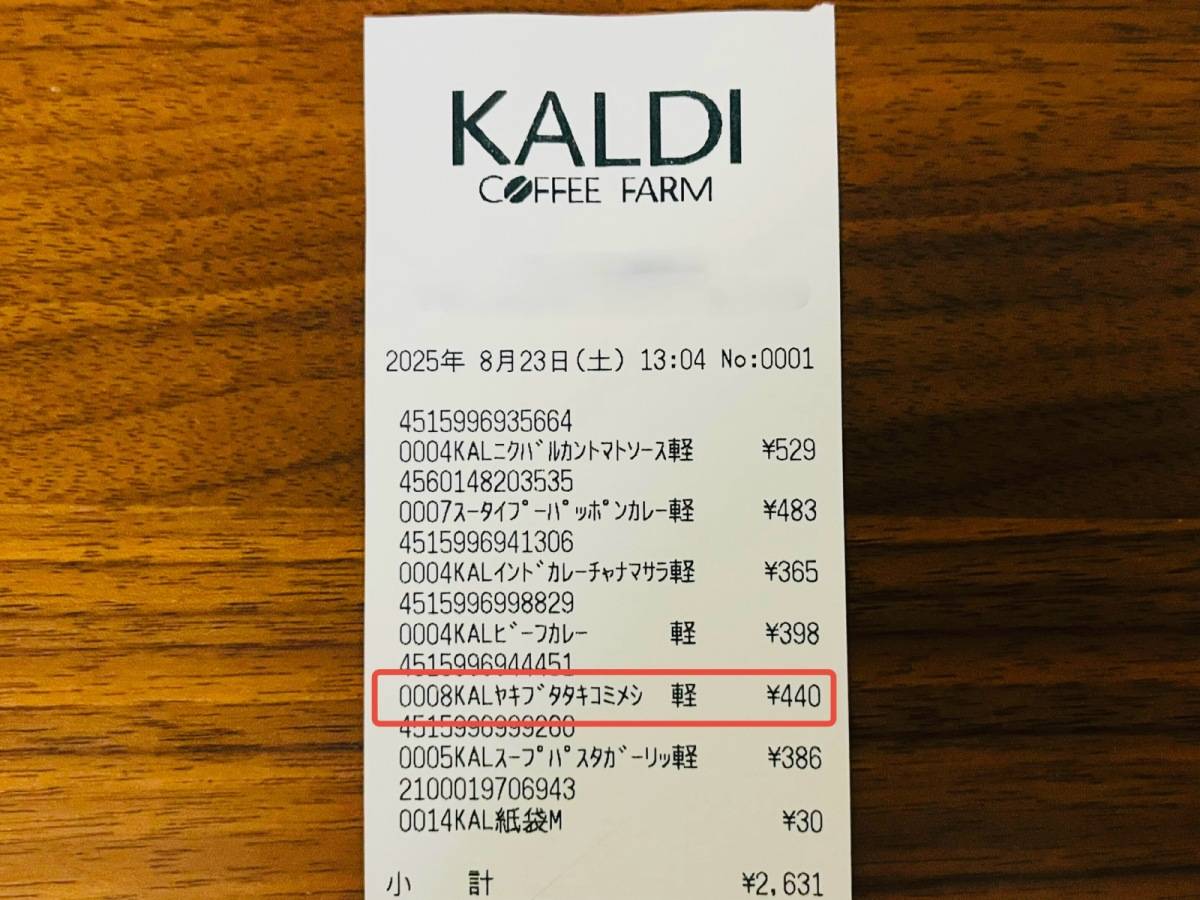 KALDI
COFFEE FARM
2025年 8月23日(土) 13:04 No:0001
4515996935664
0004KALﾆｸﾊﾞﾙｶﾝﾄﾏﾄｿｰｽ軽 ¥529
4560148203535
0007ｽｰﾀｲﾌﾟｰﾊﾟｯﾎﾟﾝｶﾚｰ軽 ¥483
4515996941306
0004KALｲﾝﾄﾞｶﾚｰﾁｬﾅﾏｻﾗ軽 ¥365
4515996998829
0004KALﾋﾞｰﾌｶﾚｰ 軽 ¥398
4515996944451
0008KALﾔｷﾌﾞﾀﾀｷｺﾐﾒｼ 軽 ¥440
4515996999260
0005KALｽｰﾌﾟﾊﾟｽﾀｶﾞｰﾘｯ軽 ¥386
2100019706943
0014KAL紙袋M ¥30
小 計 ¥2,631